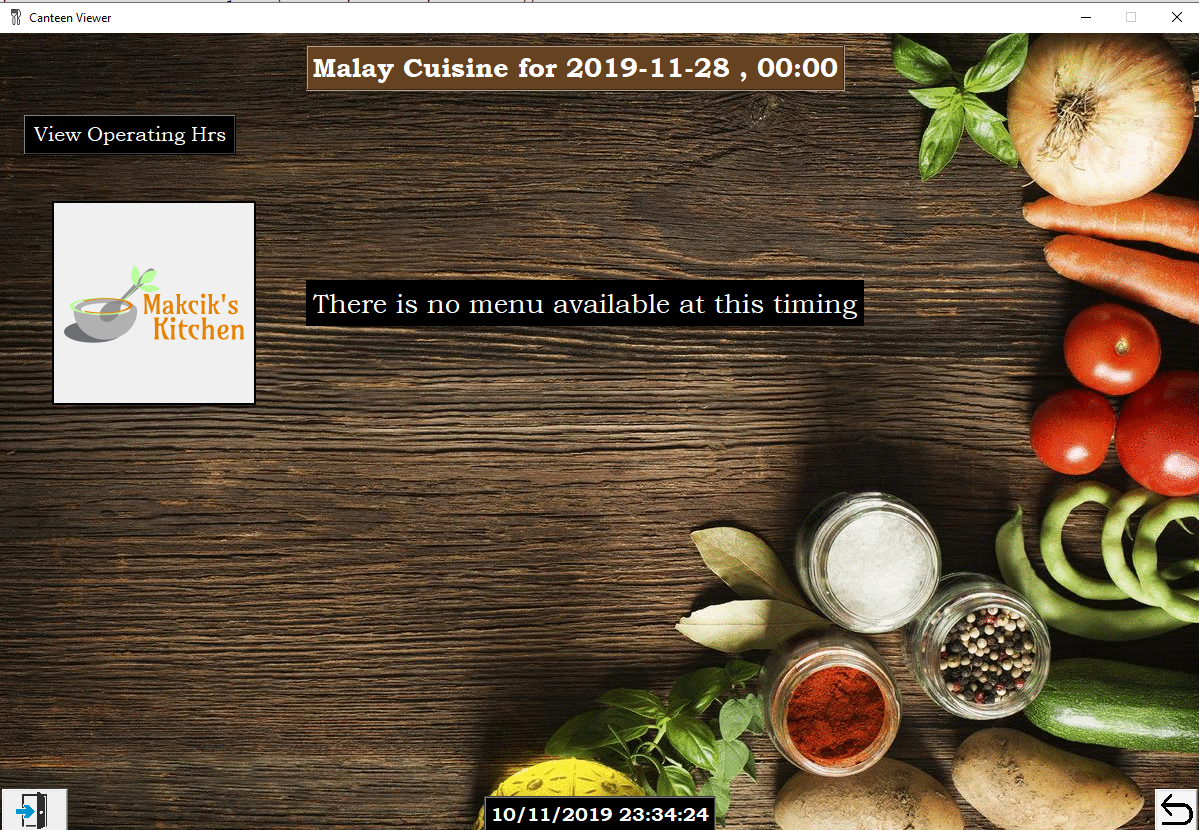 Canteen Viewer
Malay Cuisine for 2019-11-28 , 00:00
View Operating Hrs
Makcik's
Kitchen
There is no menu available at this timing
10/11/2019 23:34:24